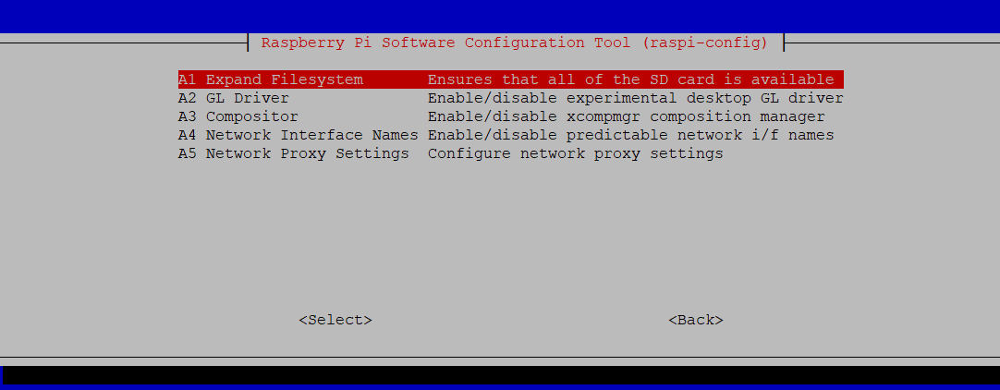 Raspberry Pi Software Configuration Tool (raspi-config)
A1 Expand Filesystem Ensures that all of the SD card is available
A2 GL Driver Enable/disable experimental desktop GL driver
A3 Compositor Enable/disable xcompmgr composition manager
A4 Network Interface Names Enable/disable predictable network i/f names
A5 Network Proxy Settings Configure network proxy settings
<Select> <Back>